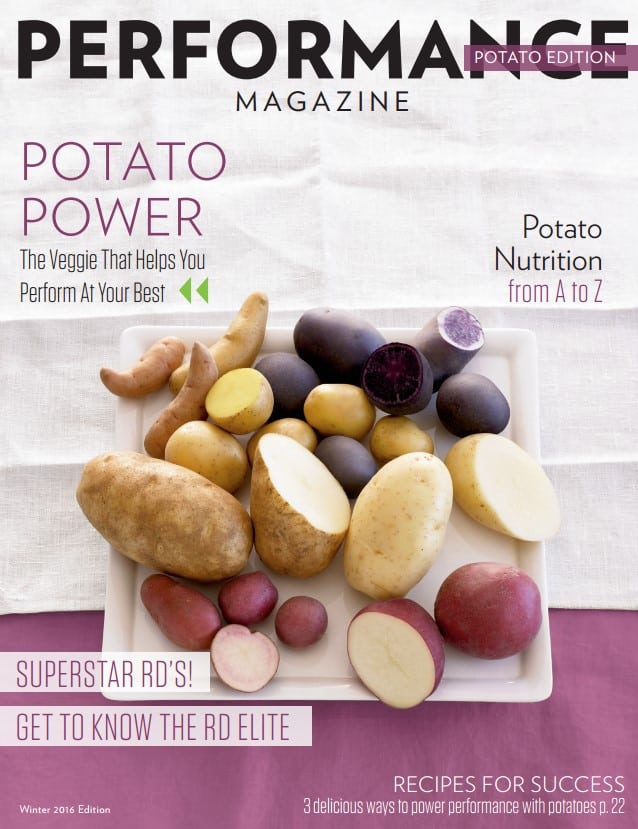 PERFORMANCE
POTATO EDITION
MAGAZINE
POTATO
POWER
The Veggie That Helps You
Perform At Your Best
Potato
Nutrition
from A to Z
SUPERSTAR RD'S!
GET TO KNOW THE RD ELITE
RECIPES FOR SUCCESS
3 delicious ways to power performance with potatoes p. 22
Winter 2016 Edition